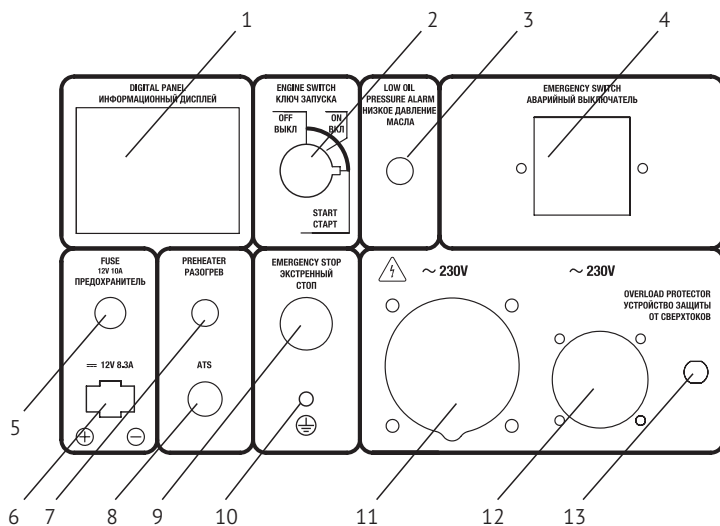 1 2 3 4
DIGITAL PANEL
ИНФОРМАЦИОННЫЙ ДИСПЛЕЙ
ENGINE SWITCH
КЛЮЧ ЗАПУСКА
OFF
ВЫКЛ
ON
ВКЛ
START
СТАРТ
LOW OIL
PRESSURE ALARM
НИЗКОЕ ДАВЛЕНИЕ
МАСЛА
EMERGENCY SWITCH
АВАРИЙНЫЙ ВЫКЛЮЧАТЕЛЬ
FUSE
12V 10A
ПРЕДОХРАНИТЕЛЬ
12V 8.3A
PREHEATER
РАЗОГРЕВ
ATS
EMERGENCY STOP
ЭКСТРЕННЫЙ
СТОП
~ 230V
~ 230V
OVERLOAD PROTECTOR
УСТРОЙСТВО ЗАЩИТЫ
ОТ СВЕРХТОКОВ
5
6 7 8 9 10 11 12 13